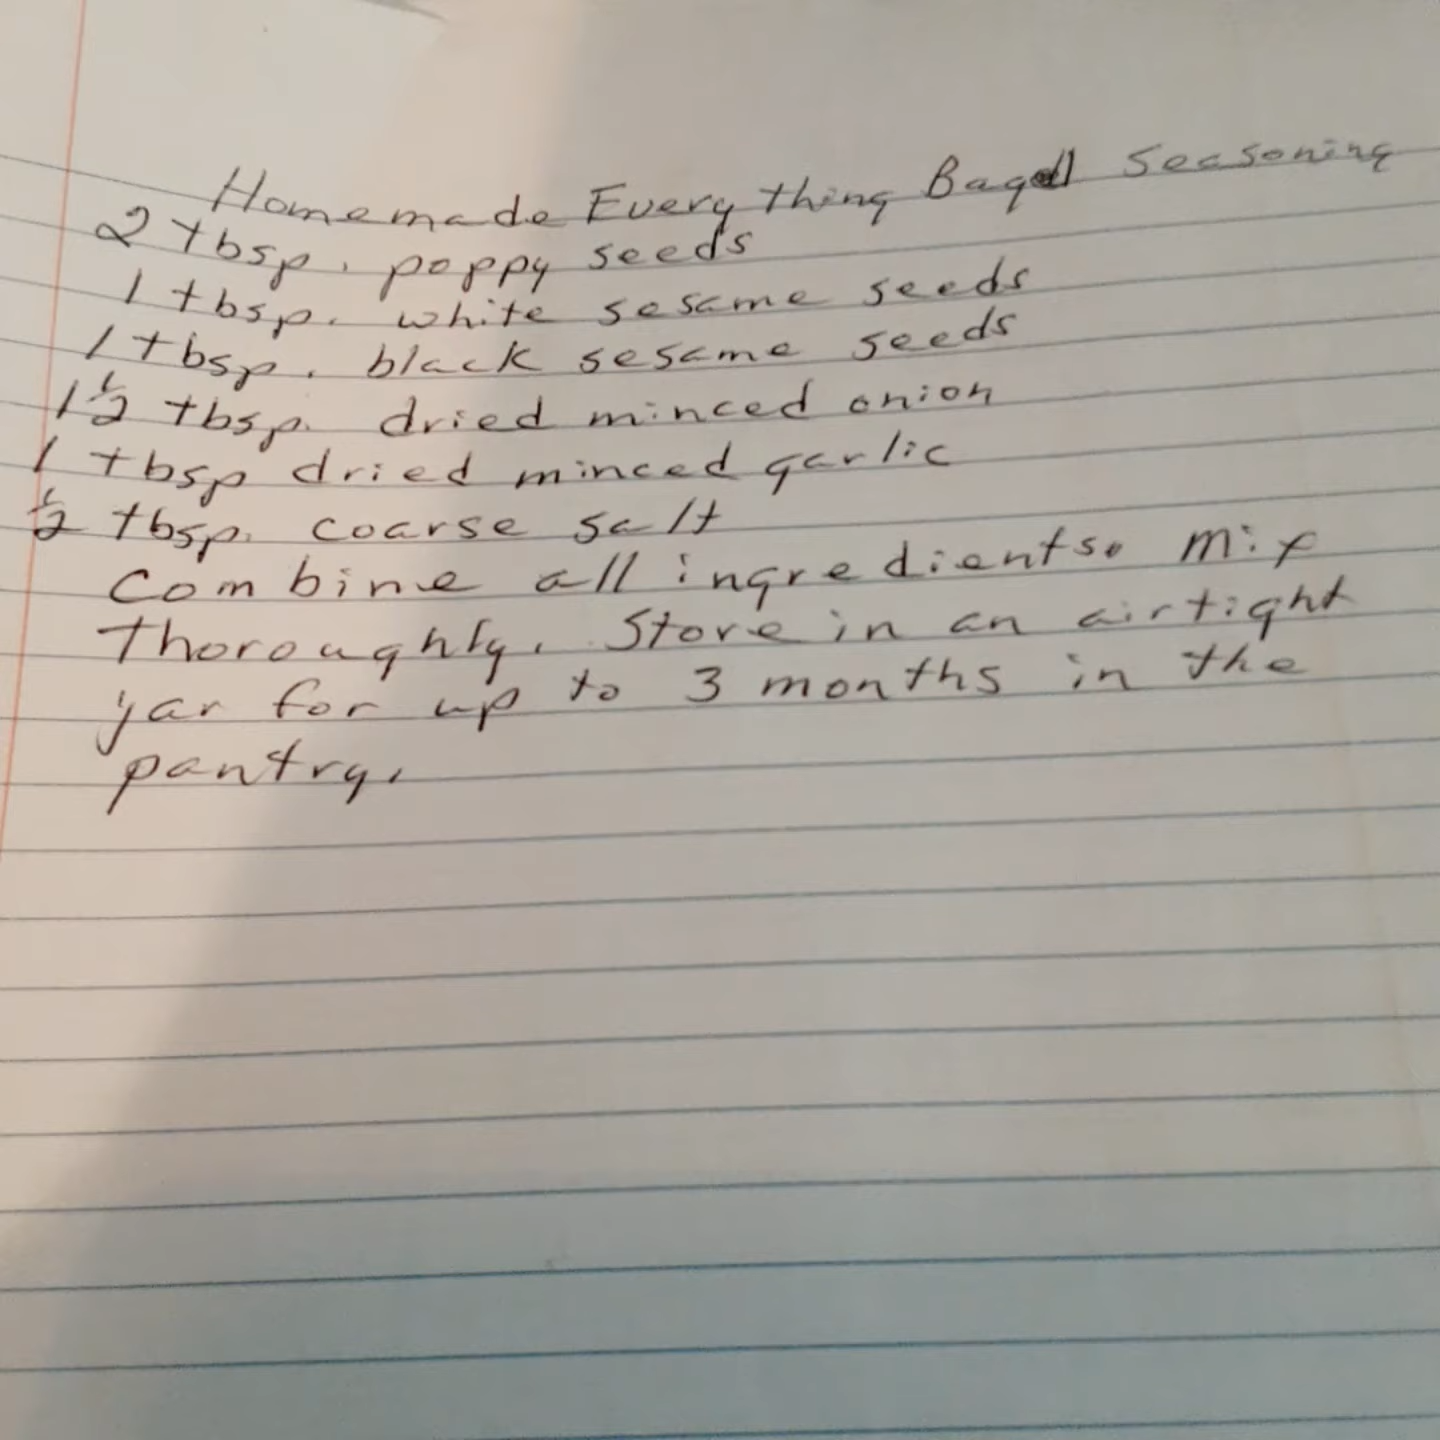 Homemade Everything Bagel Seasoning
2 tbsp. poppy seeds
1 tbsp. white sesame seeds
1 tbsp. black sesame seeds
1 1/2 tbsp. dried minced onion
1 tbsp dried minced garlic
1/2 tbsp. coarse salt
Combine all ingredients. Mix
Thoroughly. Store in an airtight
jar for up to 3 months in the
pantry.